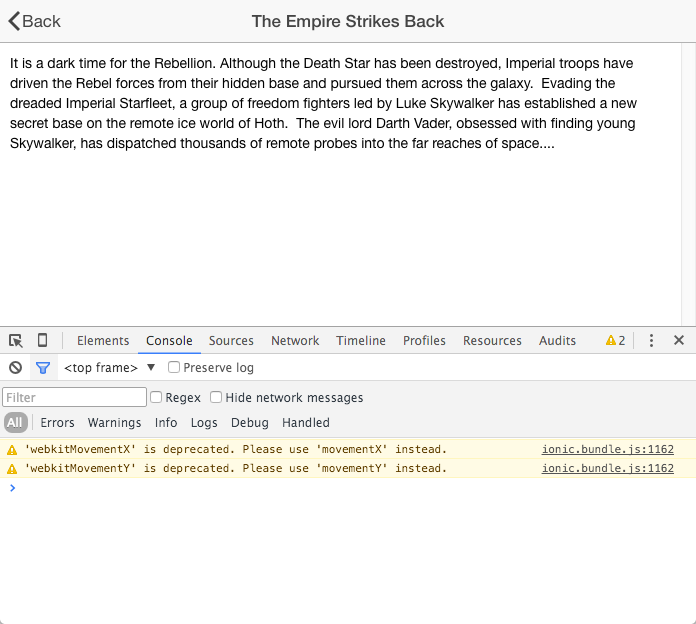 Back The Empire Strikes Back
It is a dark time for the Rebellion. Although the Death Star has been destroyed, Imperial troops have
driven the Rebel forces from their hidden base and pursued them across the galaxy.  Evading the
dreaded Imperial Starfleet, a group of freedom fighters led by Luke Skywalker has established a new
secret base on the remote ice world of Hoth.  The evil lord Darth Vader, obsessed with finding young
Skywalker, has dispatched thousands of remote probes into the far reaches of space....
Elements Console Sources Network Timeline Profiles Resources Audits 2
<top frame> Preserve log
Filter Regex Hide network messages
All Errors Warnings Info Logs Debug Handled
'webkitMovementX' is deprecated. Please use 'movementX' instead. ionic.bundle.js:1162
'webkitMovementY' is deprecated. Please use 'movementY' instead. ionic.bundle.js:1162